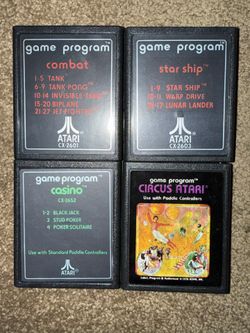 game program
combat
1-5 TANK
6-9 TANK PONG
10-14 INVISIBLE TANK
15-20 BIPLANE
21-27 JET FIGHTER
ATARI
CX-2601
game program
star ship
1-9 STAR SHIP
10-11 WARP DRIVE
LUNAR LANDER
ATARI
CX-2603
game program
casino
CX-2652
1-2 BLACK JACK
3 STUD POKER
4 POKER SOLITAIRE
Use with Standard Paddle Controllers
ATARI
game program
CIRCUS ATARI
Use with Paddle Controllers